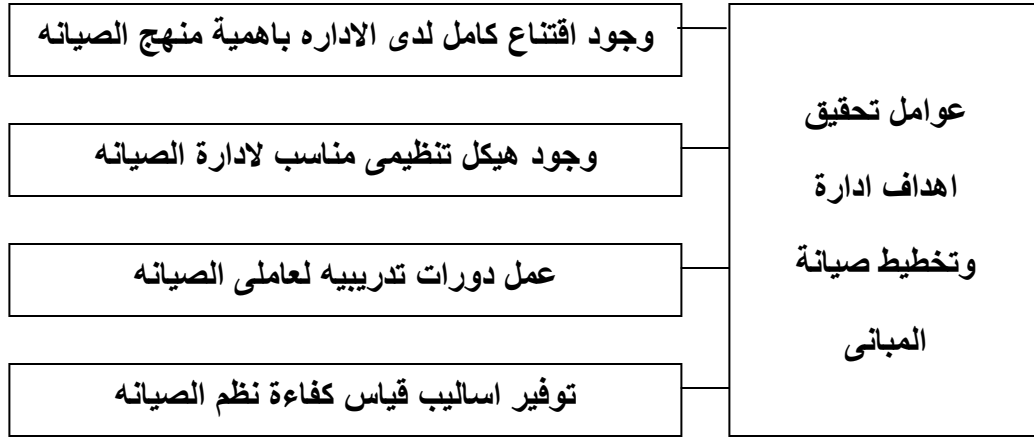 عوامل تحقيق
اهداف ادارة
وتخطيط صيانة
المبانى
وجود اقتناع كامل لدى الاداره باهمية منهج الصيانه
وجود هيكل تنظيمى مناسب لادارة الصيانه
عمل دورات تدريبيه لعاملى الصيانه
توفير اساليب قياس كفاءة نظم الصيانه